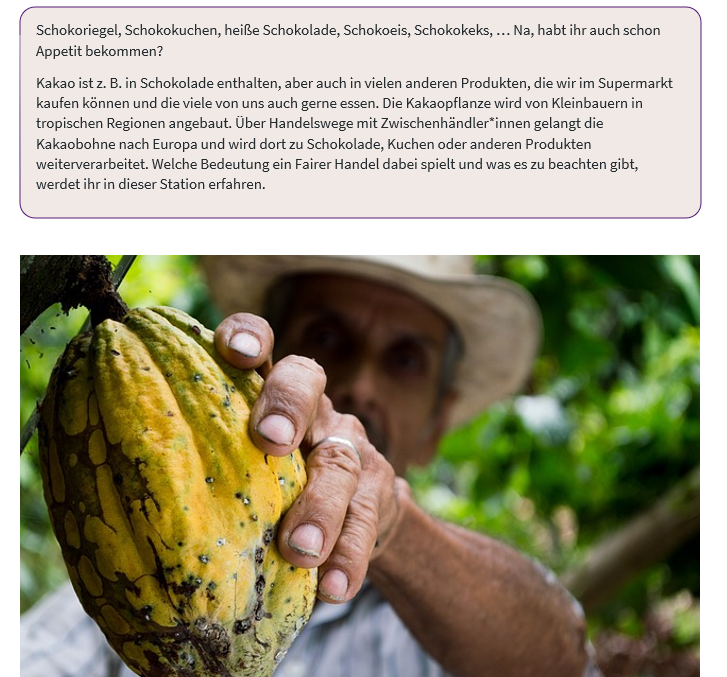 Schokoriegel, Schokokuchen, heiße Schokolade, Schokoeis, Schokokeks, … Na, habt ihr auch schon
Appetit bekommen?
Kakao ist z. B. in Schokolade enthalten, aber auch in vielen anderen Produkten, die wir im Supermarkt
kaufen können und die viele von uns auch gerne essen. Die Kakaopflanze wird von Kleinbauern in
tropischen Regionen angebaut. Über Handelswege mit Zwischenhändler*innen gelangt die
Kakaobohne nach Europa und wird dort zu Schokolade, Kuchen oder anderen Produkten
weiterverarbeitet. Welche Bedeutung ein Fairer Handel dabei spielt und was es zu beachten gibt,
werdet ihr in dieser Station erfahren.